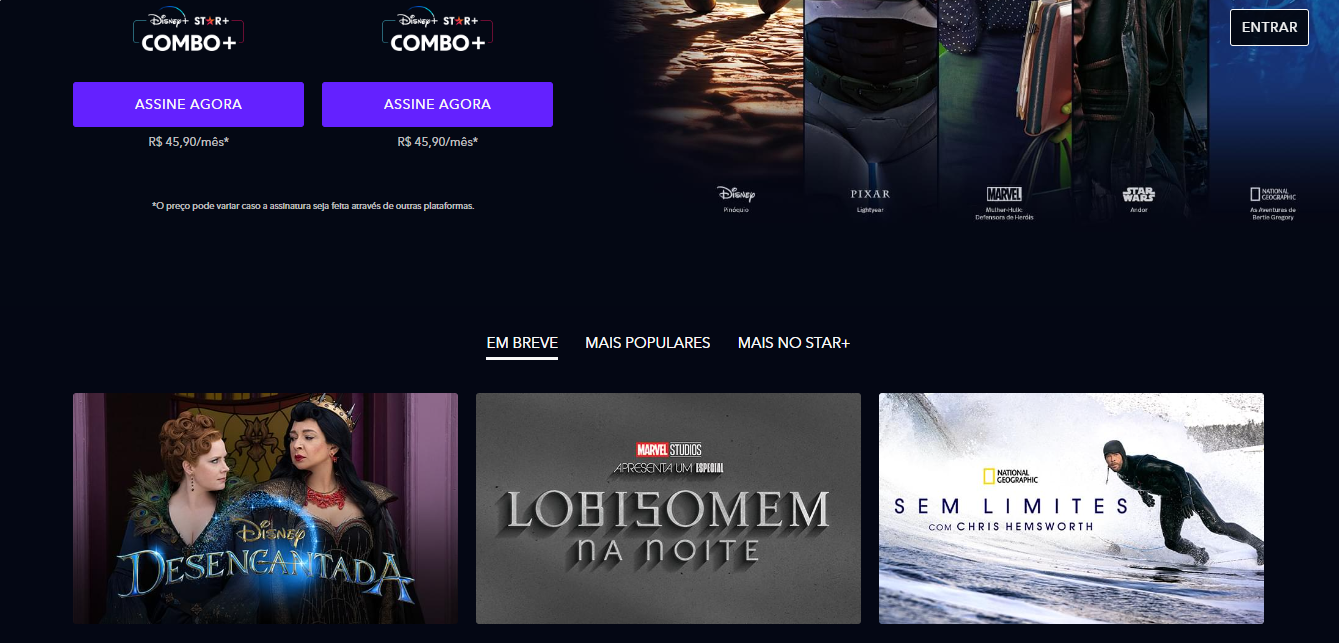 Disney+ STAR+
COMBO+
Disney+ STAR+
COMBO+
ENTRAR
ASSINE AGORA
ASSINE AGORA
R$ 45,90/mês*
R$ 45,90/mês*
*O preço pode variar caso a assinatura seja feita através de outras plataformas.
Disney
Pinóquio
PIXAR
Lightyear
MARVEL
Mulher-Hulk:
Defensora de Heróis
STAR
WARS
Andor
NATIONAL
GEOGRAPHIC
As Aventuras de
Bertie Gregory
EM BREVE
MAIS POPULARES
MAIS NO STAR+
Disney
DESENCANTADA
MARVEL STUDIOS
APRESENTA UM ESPECIAL
LOBISOMEM
NA NOITE
NATIONAL
GEOGRAPHIC
SEM LIMITES
COM CHRIS HEMSWORTH